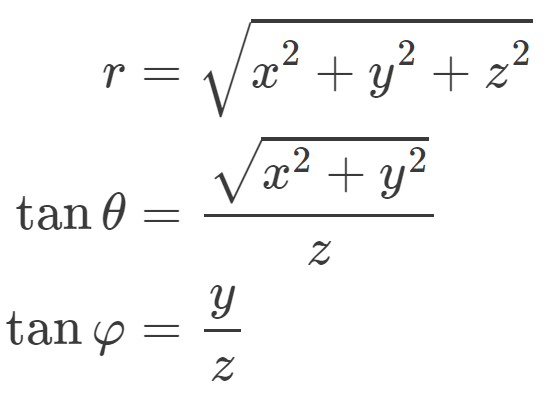 r = √(x² + y² + z²)
tan θ = √(x² + y²) / z
tan φ = y / z